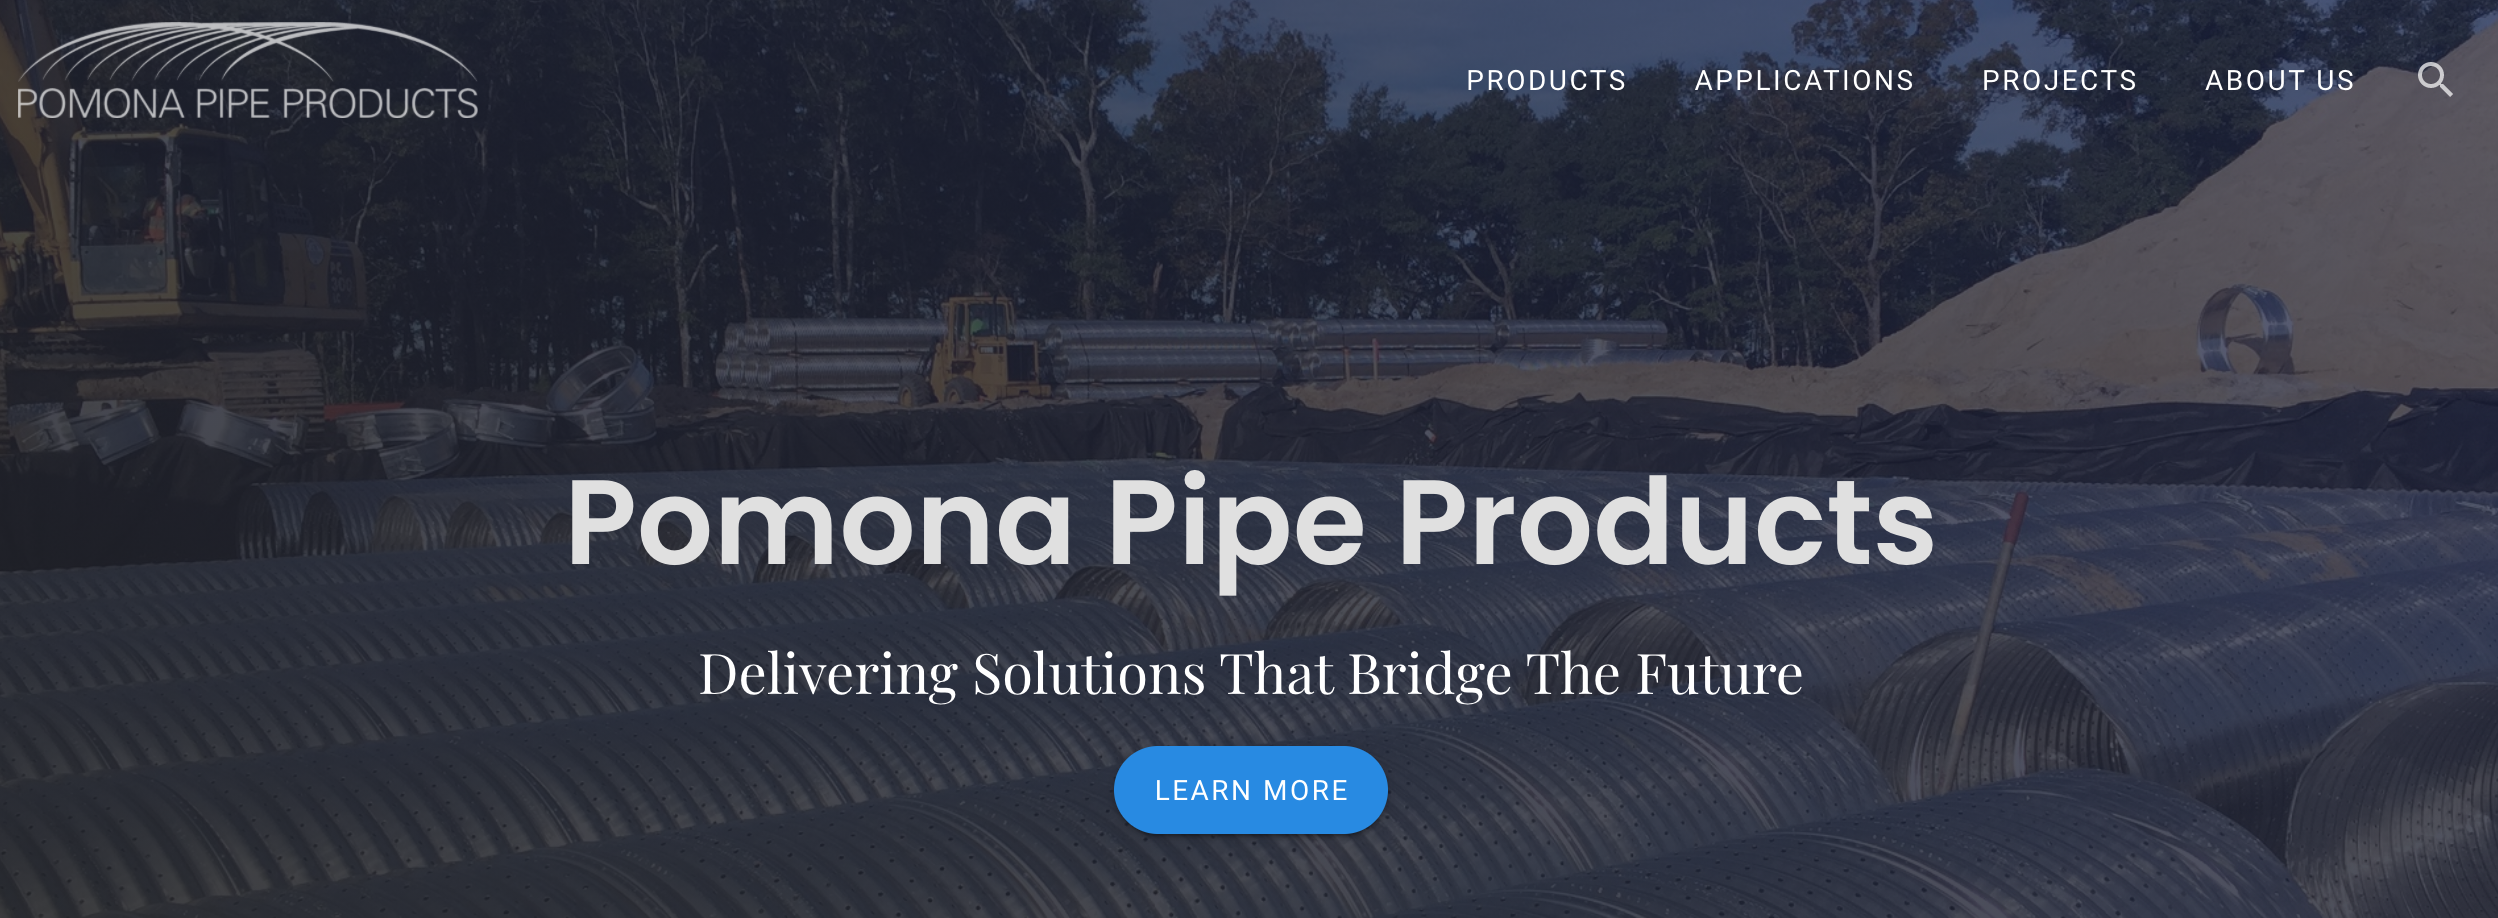 POMONA PIPE PRODUCTS
PRODUCTS APPLICATIONS PROJECTS ABOUT US
Pomona Pipe Products
Delivering Solutions That Bridge The Future
LEARN MORE